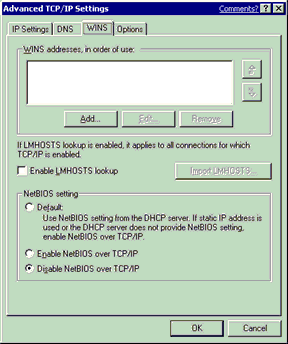 Advanced TCP/IP Settings
Comments? ?
IP Settings DNS WINS Options
WINS addresses, in order of use:
Add... Edit... Remove
If LMHOSTS lookup is enabled, it applies to all connections for which
TCP/IP is enabled.
Enable LMHOSTS lookup
Import LMHOSTS...
NetBIOS setting
Default:
Use NetBIOS setting from the DHCP server. If static IP address is
used or the DHCP server does not provide NetBIOS setting,
enable NetBIOS over TCP/IP.
Enable NetBIOS over TCP/IP
Disable NetBIOS over TCP/IP
OK Cancel